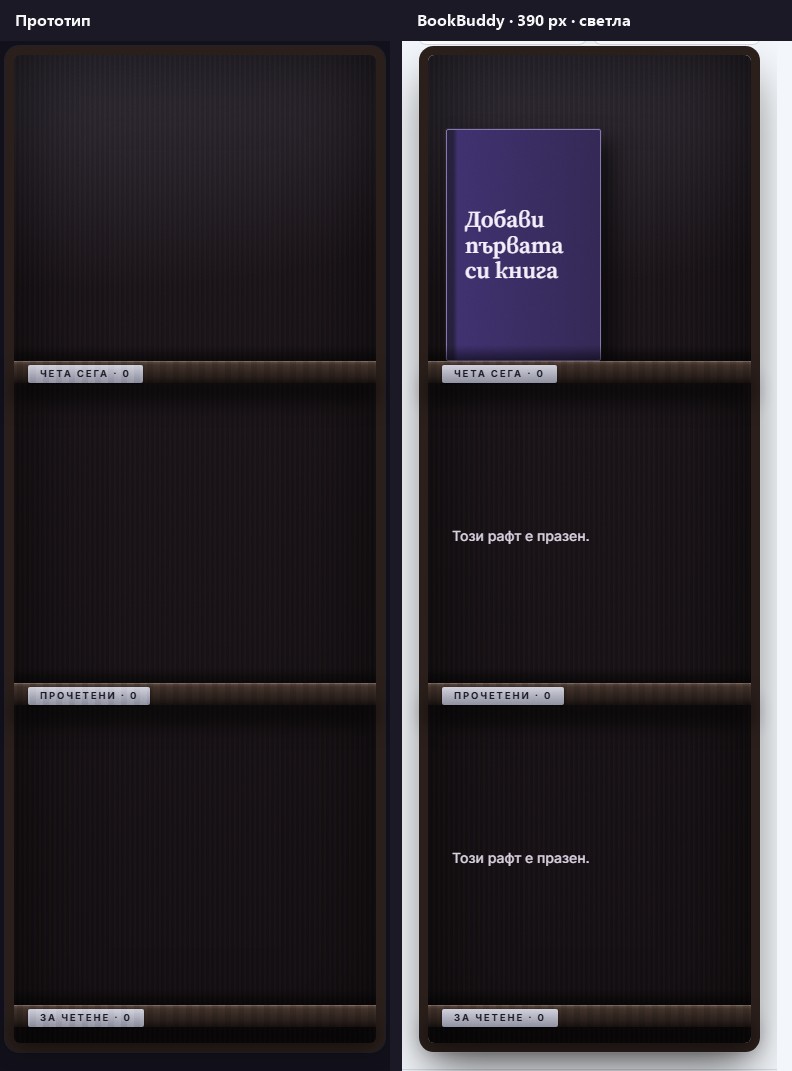 Прототип
BookBuddy · 390 px · светла
ЧЕТА СЕГА · 0
ПРОЧЕТЕНИ · 0
ЗА ЧЕТЕНЕ · 0
Добави
първата
си книга
ЧЕТА СЕГА · 0
Този рафт е празен.
ПРОЧЕТЕНИ · 0
Този рафт е празен.
ЗА ЧЕТЕНЕ · 0